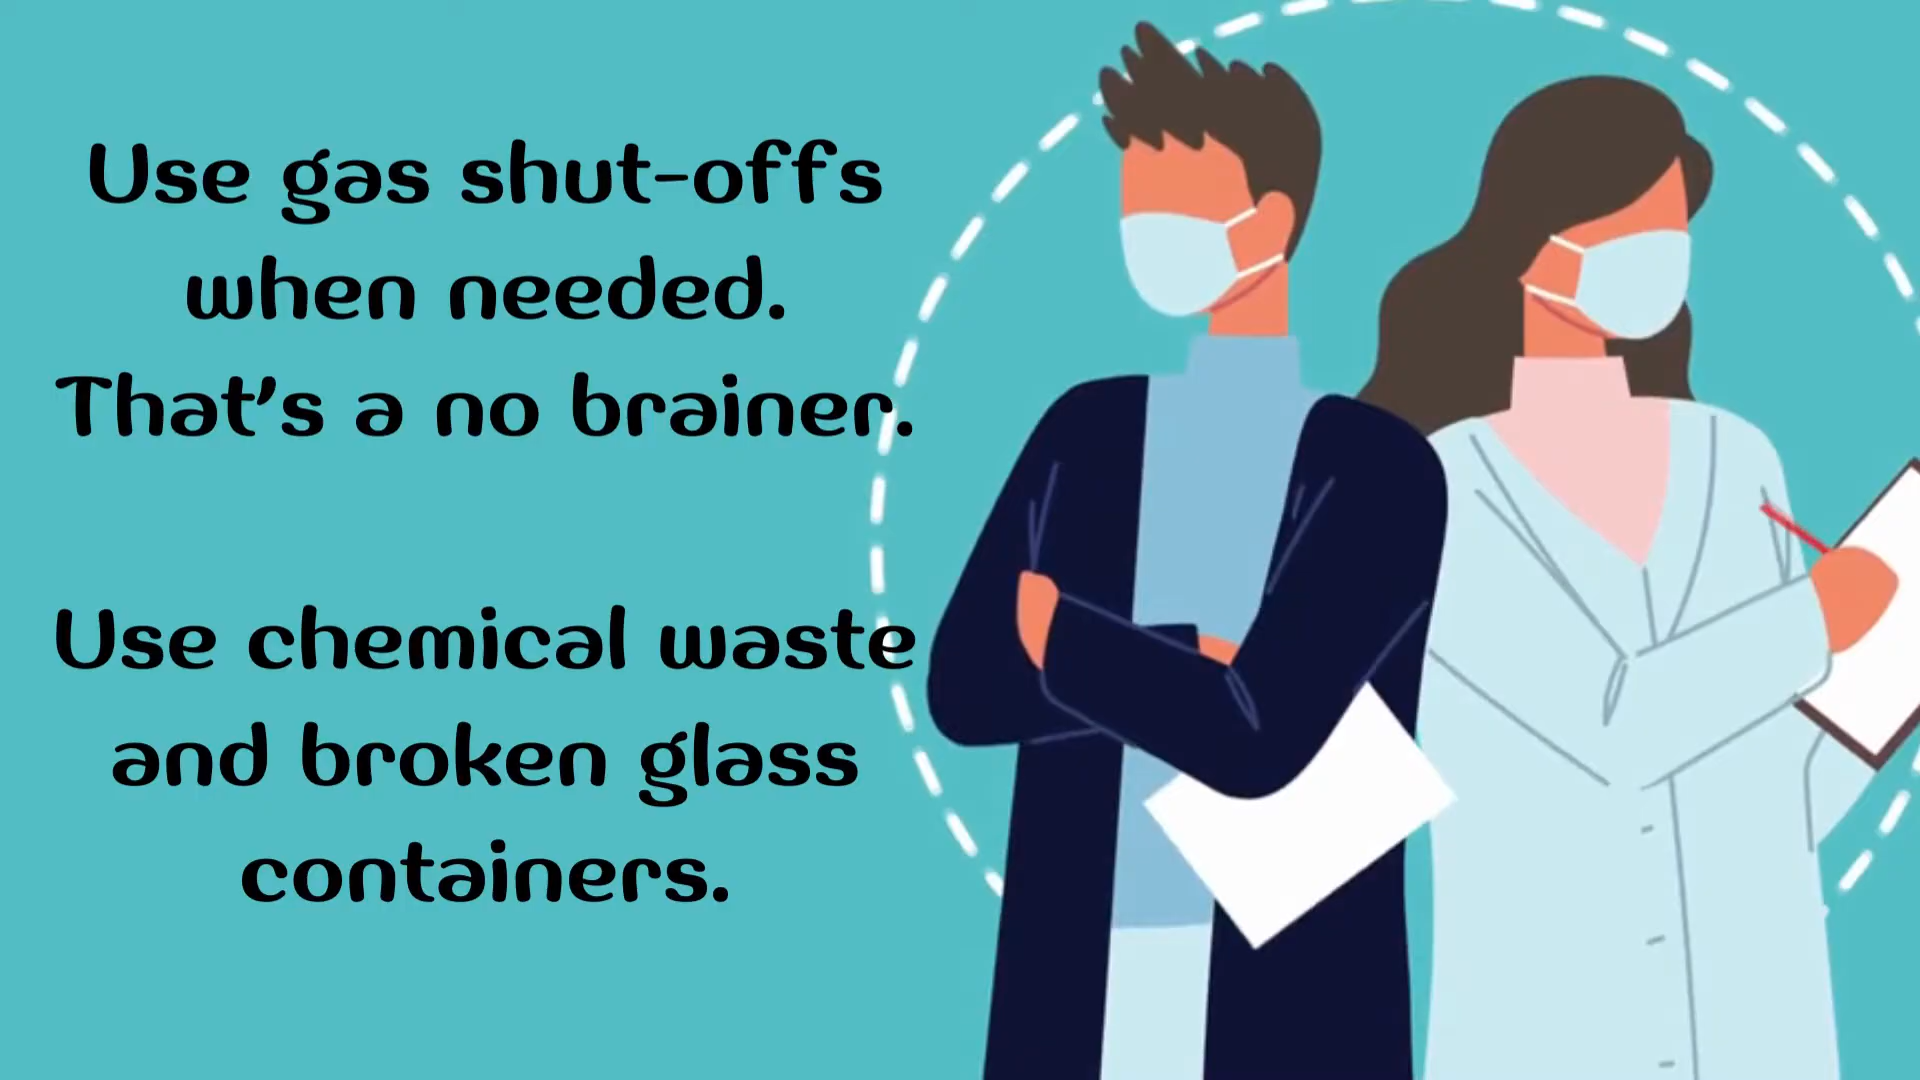 Use gas shut-offs
when needed.
That's a no brainer.
Use chemical waste
and broken glass
containers.